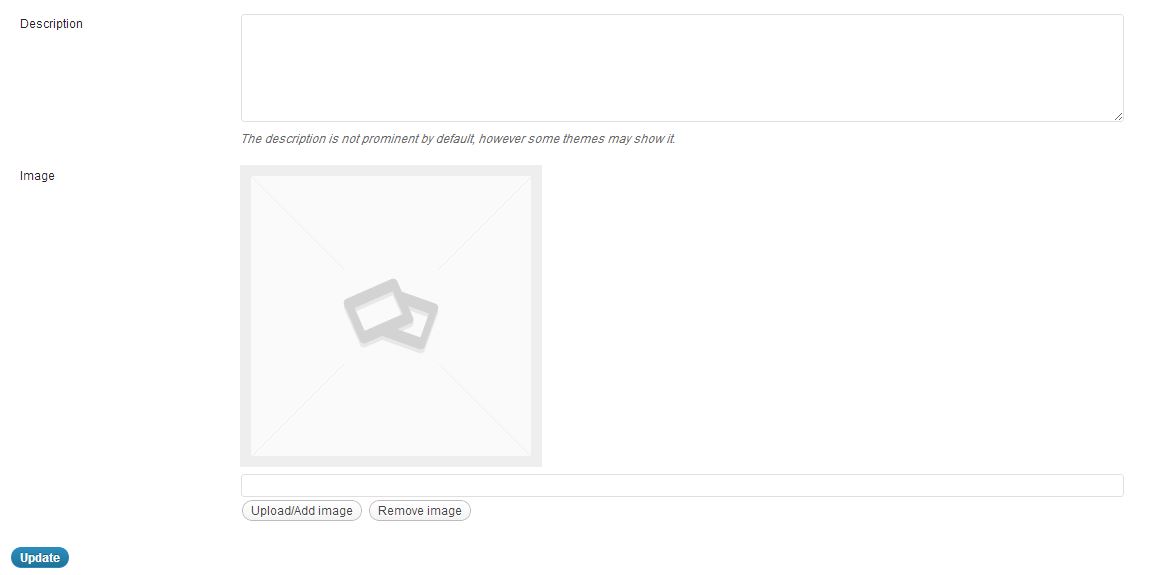 Description
The description is not prominent by default, however some themes may show it.
Image
Upload/Add image Remove image
Update